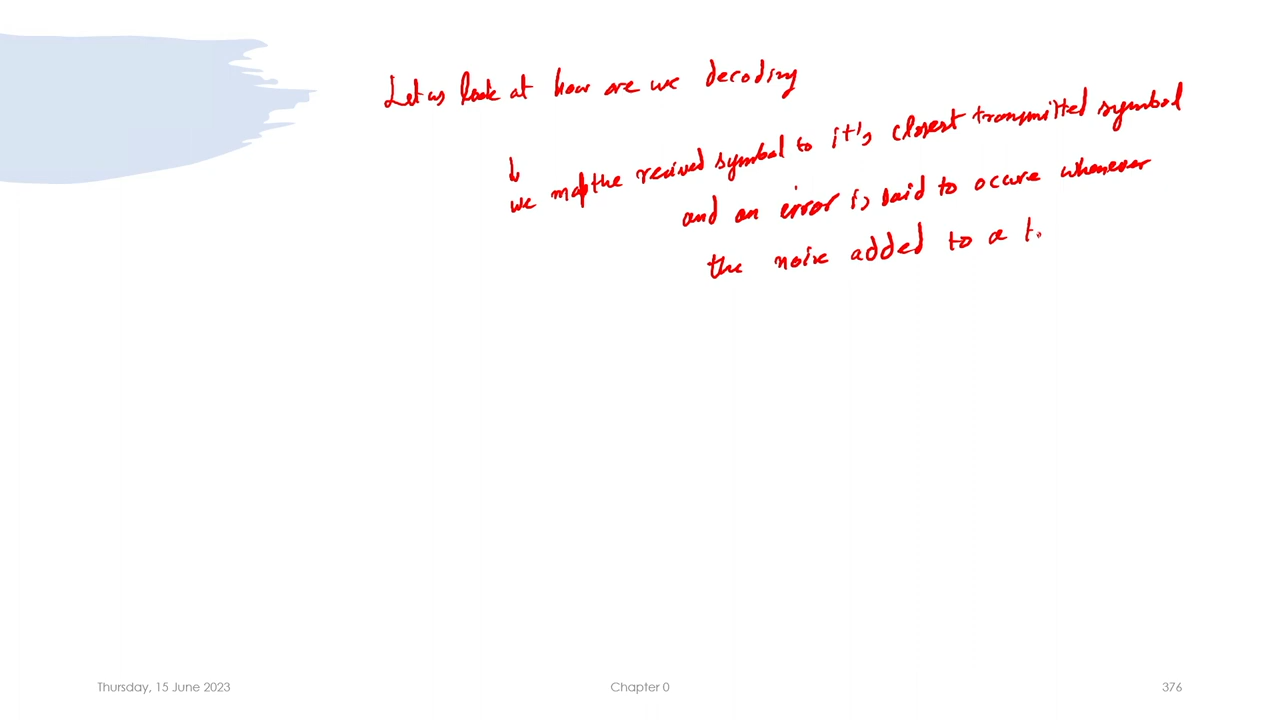 Let us look at how are we decoding
↓
we map the recived symbol to it's closest transmitted symbol
and an error is said to occure whenever
the noise added to a t
Thursday, 15 June 2023
Chapter 0
376